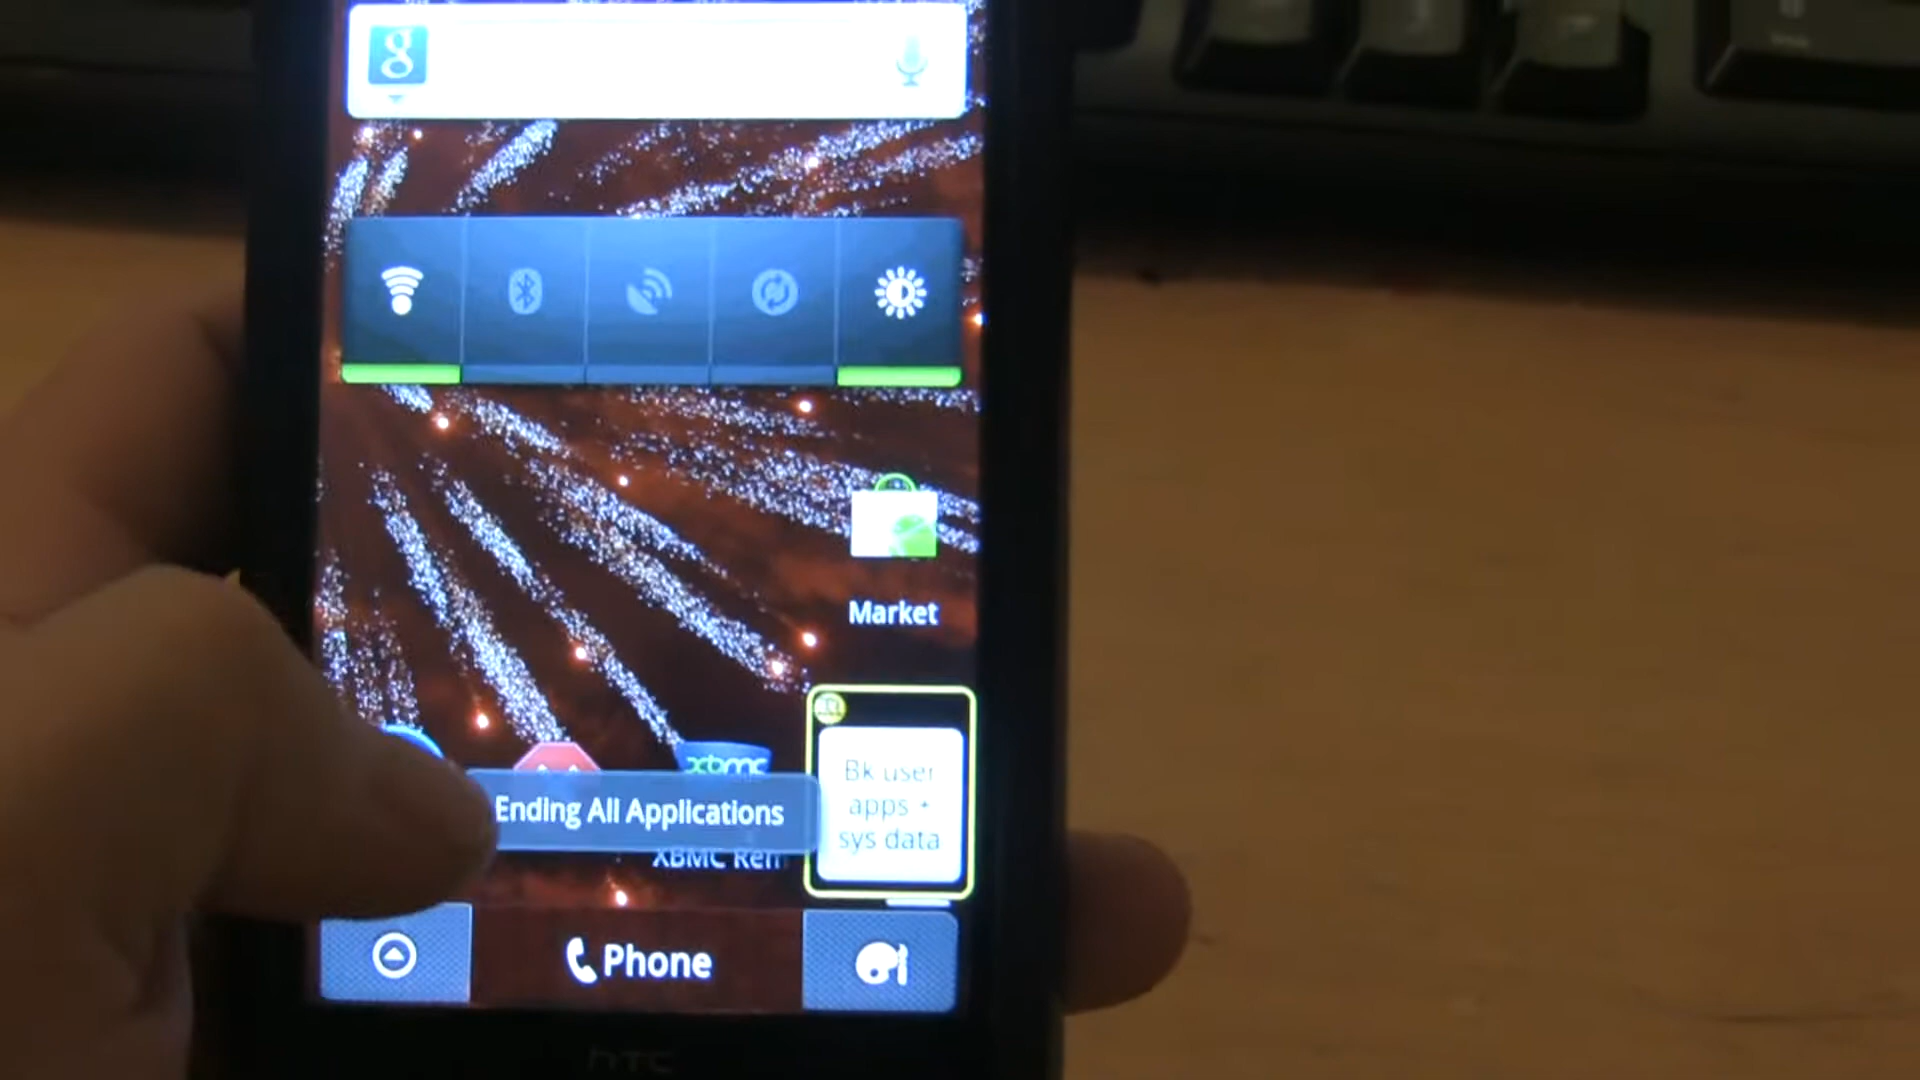 g
Market
xbmc
Bk user
apps +
sys data
Ending All Applications
XBMC Rem
Phone
hTC